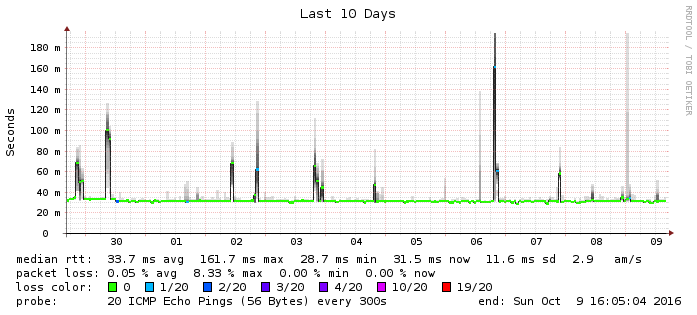 Last 10 Days
RRDTOOL / TOBI OETIKER
Seconds
180 m
160 m
140 m
120 m
100 m
80 m
60 m
40 m
20 m
0
30 01 02 03 04 05 06 07 08 09
median rtt: 33.7 ms avg 161.7 ms max 28.7 ms min 31.5 ms now 11.6 ms sd 2.9 am/s
packet loss: 0.05 % avg 8.33 % max 0.00 % min 0.00 % now
loss color: 0 1/20 2/20 3/20 4/20 10/20 19/20
probe: 20 ICMP Echo Pings (56 Bytes) every 300s end: Sun Oct 9 16:05:04 2016